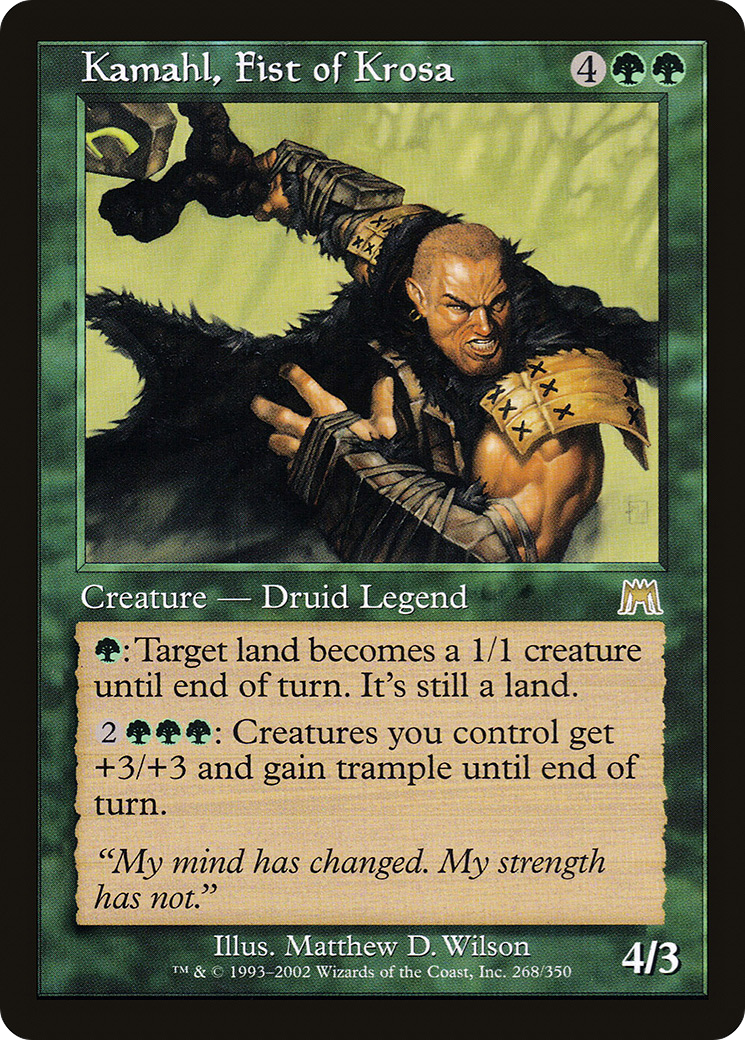 Kamahl, Fist of Krosa 4
Creature — Druid Legend
: Target land becomes a 1/1 creature
until end of turn. It's still a land.
2 : Creatures you control get
+3/+3 and gain trample until end of
turn.
“My mind has changed. My strength
has not.”
Illus. Matthew D. Wilson
™ & © 1993–2002 Wizards of the Coast, Inc. 268/350
4/3